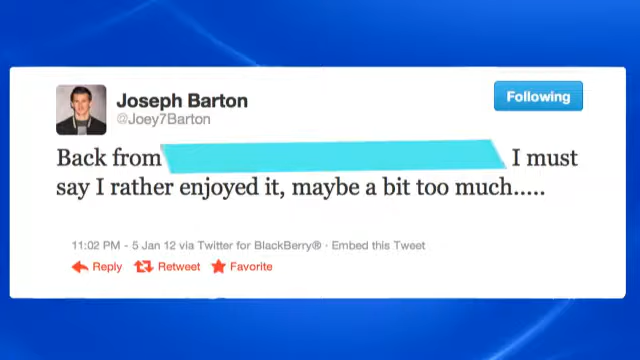 Joseph Barton
@Joey7Barton
Following
Back from I must
say I rather enjoyed it, maybe a bit too much.....
11:02 PM - 5 Jan 12 via Twitter for BlackBerry® · Embed this Tweet
Reply Retweet Favorite